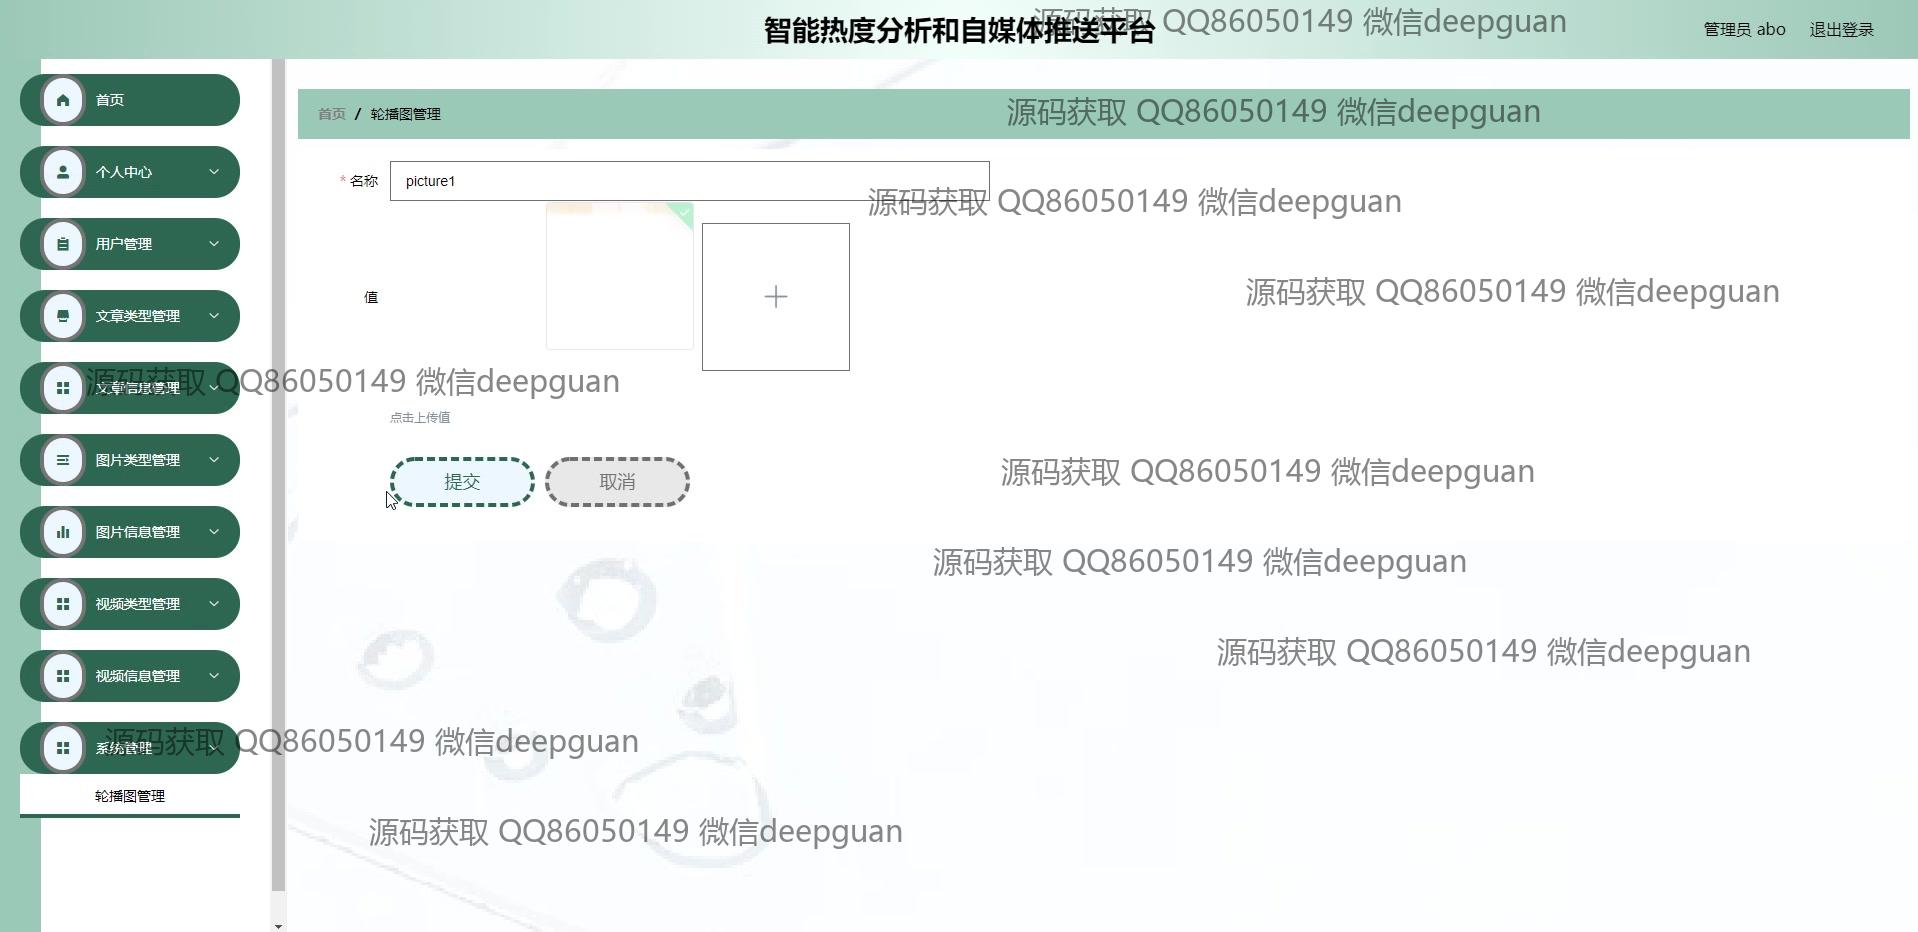 智能热度分析和自媒体推送平台
源码获取 QQ86050149 微信deepguan
管理员 abo
退出登录
首页
个人中心
用户管理
文章类型管理
文章信息管理
图片类型管理
图片信息管理
视频类型管理
视频信息管理
系统管理
轮播图管理
首页 / 轮播图管理
源码获取 QQ86050149 微信deepguan
* 名称
picture1
源码获取 QQ86050149 微信deepguan
源码获取 QQ86050149 微信deepguan
值
源码获取 QQ86050149 微信deepguan
点击上传值
提交
取消
源码获取 QQ86050149 微信deepguan
源码获取 QQ86050149 微信deepguan
源码获取 QQ86050149 微信deepguan
源码获取 QQ86050149 微信deepguan
源码获取 QQ86050149 微信deepguan